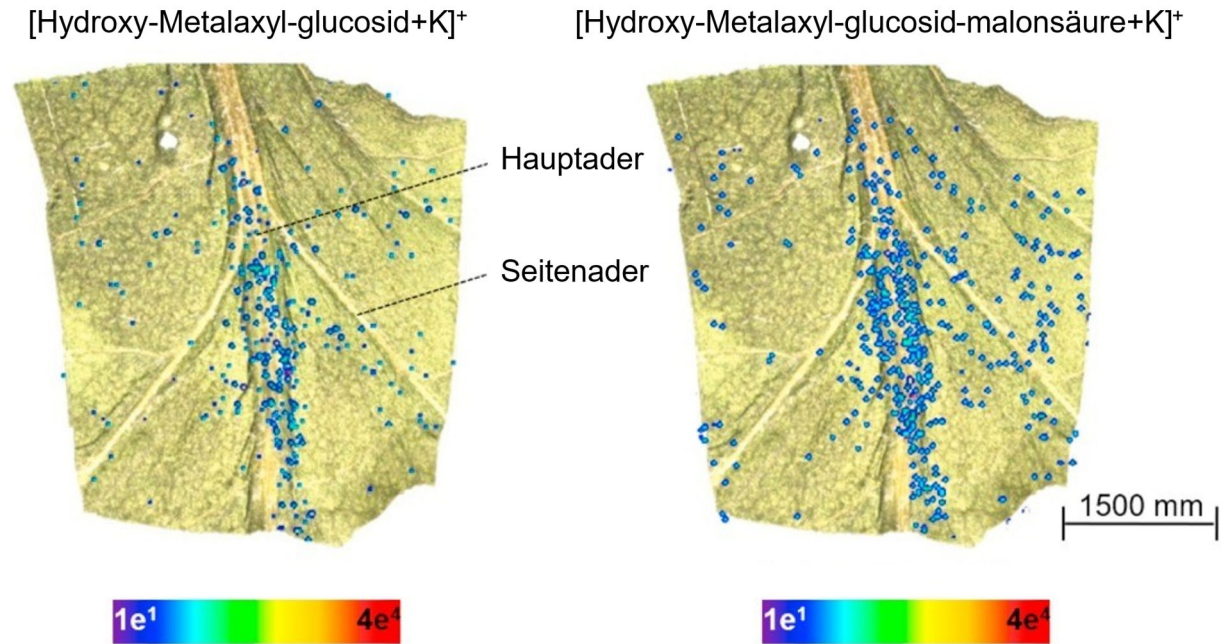 [Hydroxy-Metalaxyl-glucosid+K]⁺
[Hydroxy-Metalaxyl-glucosid-malonsäure+K]⁺
Hauptader
Seitenader
1500 mm
1e¹ 4e⁴
1e¹ 4e⁴